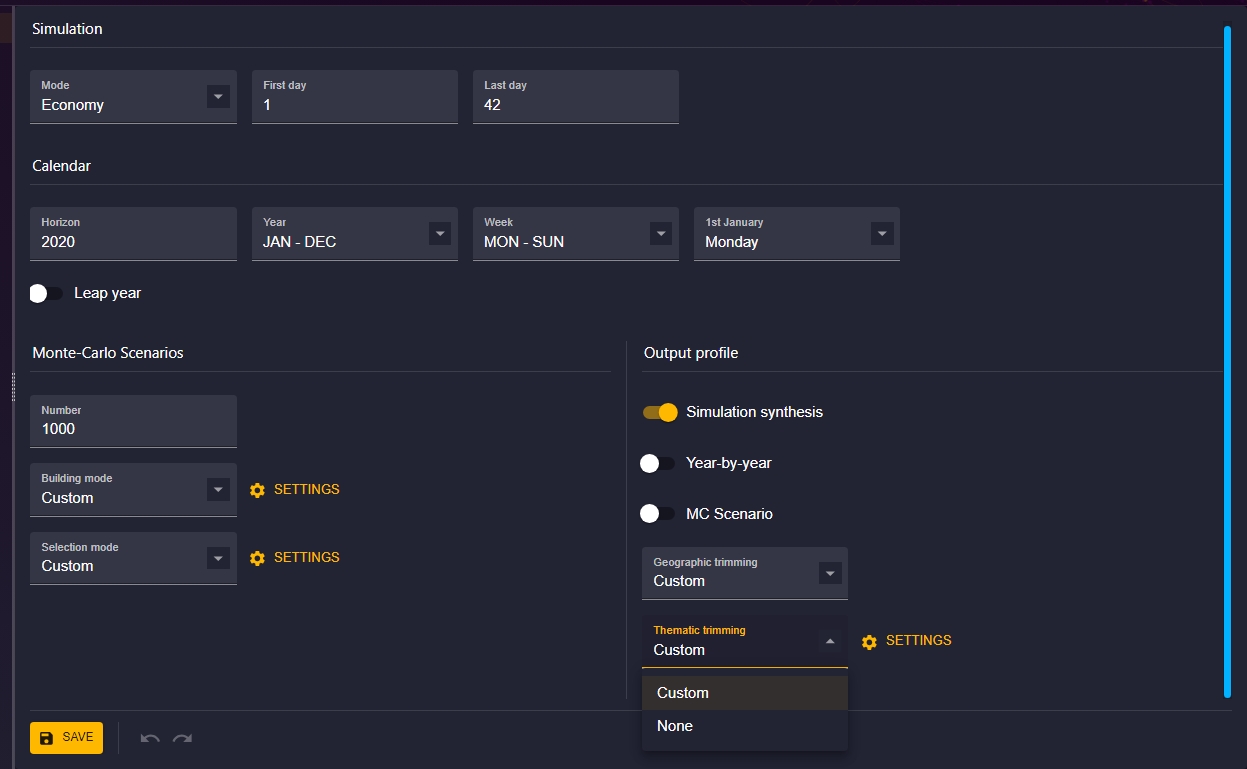 Simulation
Mode
Economy
First day
1
Last day
42
Calendar
Horizon
2020
Year
JAN - DEC
Week
MON - SUN
1st January
Monday
Leap year
Monte-Carlo Scenarios
Number
1000
Building mode
Custom
SETTINGS
Selection mode
Custom
SETTINGS
Output profile
Simulation synthesis
Year-by-year
MC Scenario
Geographic trimming
Custom
Thematic trimming
Custom
SETTINGS
Custom
None
SAVE